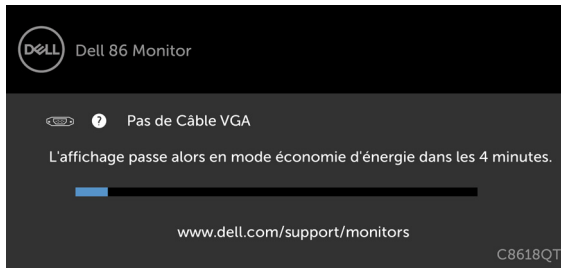 DELL Dell 86 Monitor
? Pas de Câble VGA
L'affichage passe alors en mode économie d'énergie dans les 4 minutes.
www.dell.com/support/monitors
C8618QT